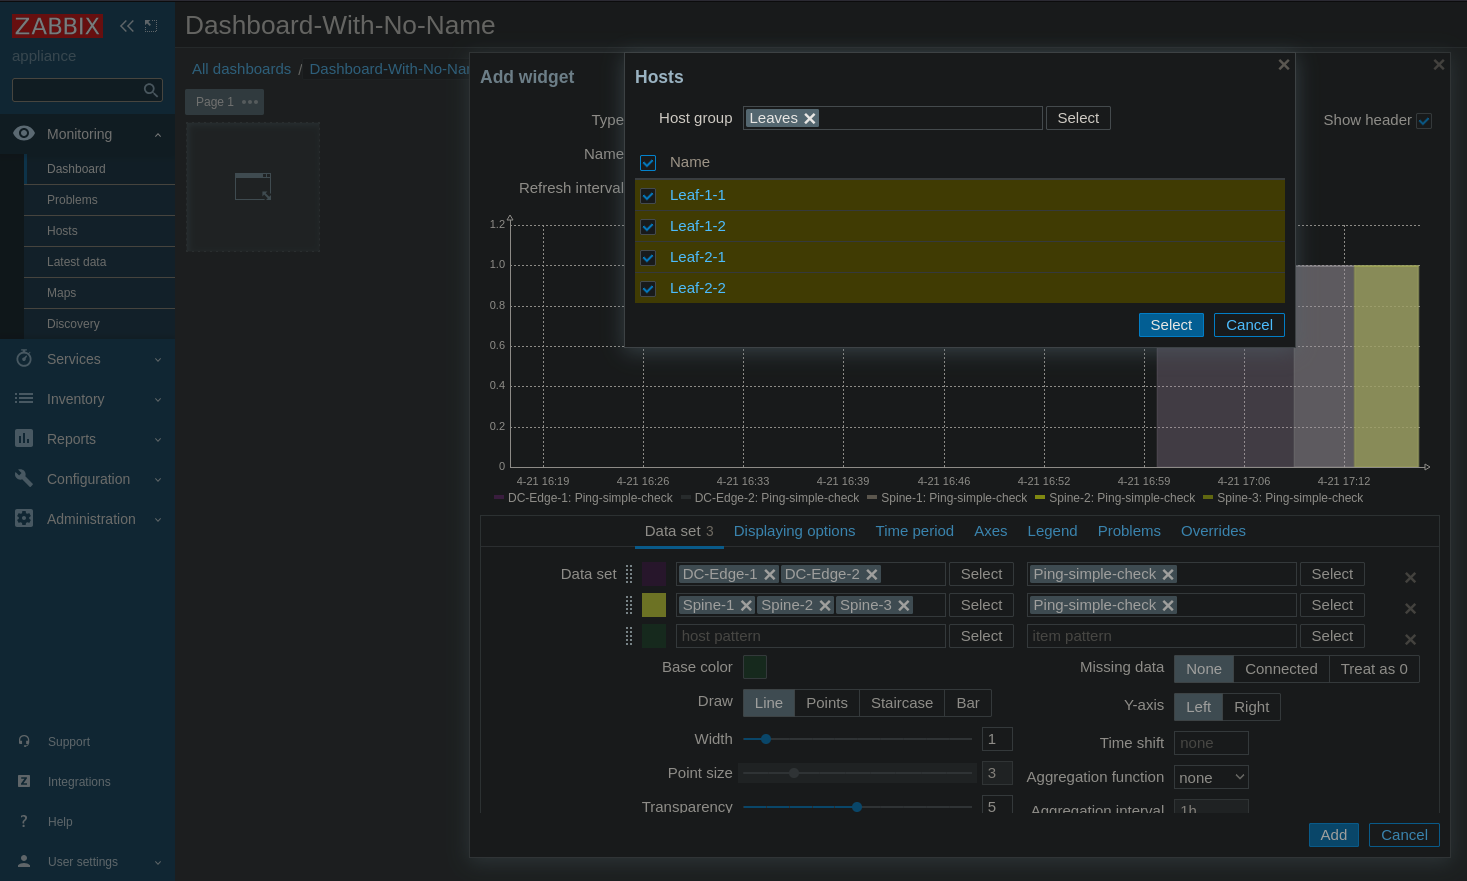 ZABBIX
appliance
Dashboard-With-No-Name
All dashboards / Dashboard-With-No-Nar
Page 1
Monitoring
Dashboard
Problems
Hosts
Latest data
Maps
Discovery
Services
Inventory
Reports
Configuration
Administration
Support
Integrations
Help
User settings
Add widget
Type
Show header
Name
Refresh interval
Hosts
Host group Leaves Select
Name
Leaf-1-1
Leaf-1-2
Leaf-2-1
Leaf-2-2
Select Cancel
1.2
1.0
0.8
0.6
0.4
0.2
0
4-21 16:19 4-21 16:26 4-21 16:33 4-21 16:39 4-21 16:46 4-21 16:52 4-21 16:59 4-21 17:06 4-21 17:12
DC-Edge-1: Ping-simple-check DC-Edge-2: Ping-simple-check Spine-1: Ping-simple-check Spine-2: Ping-simple-check Spine-3: Ping-simple-check
Data set 3 Displaying options Time period Axes Legend Problems Overrides
Data set DC-Edge-1 DC-Edge-2 Select Ping-simple-check Select
Spine-1 Spine-2 Spine-3 Select Ping-simple-check Select
host pattern Select item pattern Select
Base color
Missing data None Connected Treat as 0
Draw Line Points Staircase Bar
Y-axis Left Right
Width 1
Time shift none
Point size 3
Aggregation function none
Transparency 5
Aggregation interval 1h
Add Cancel